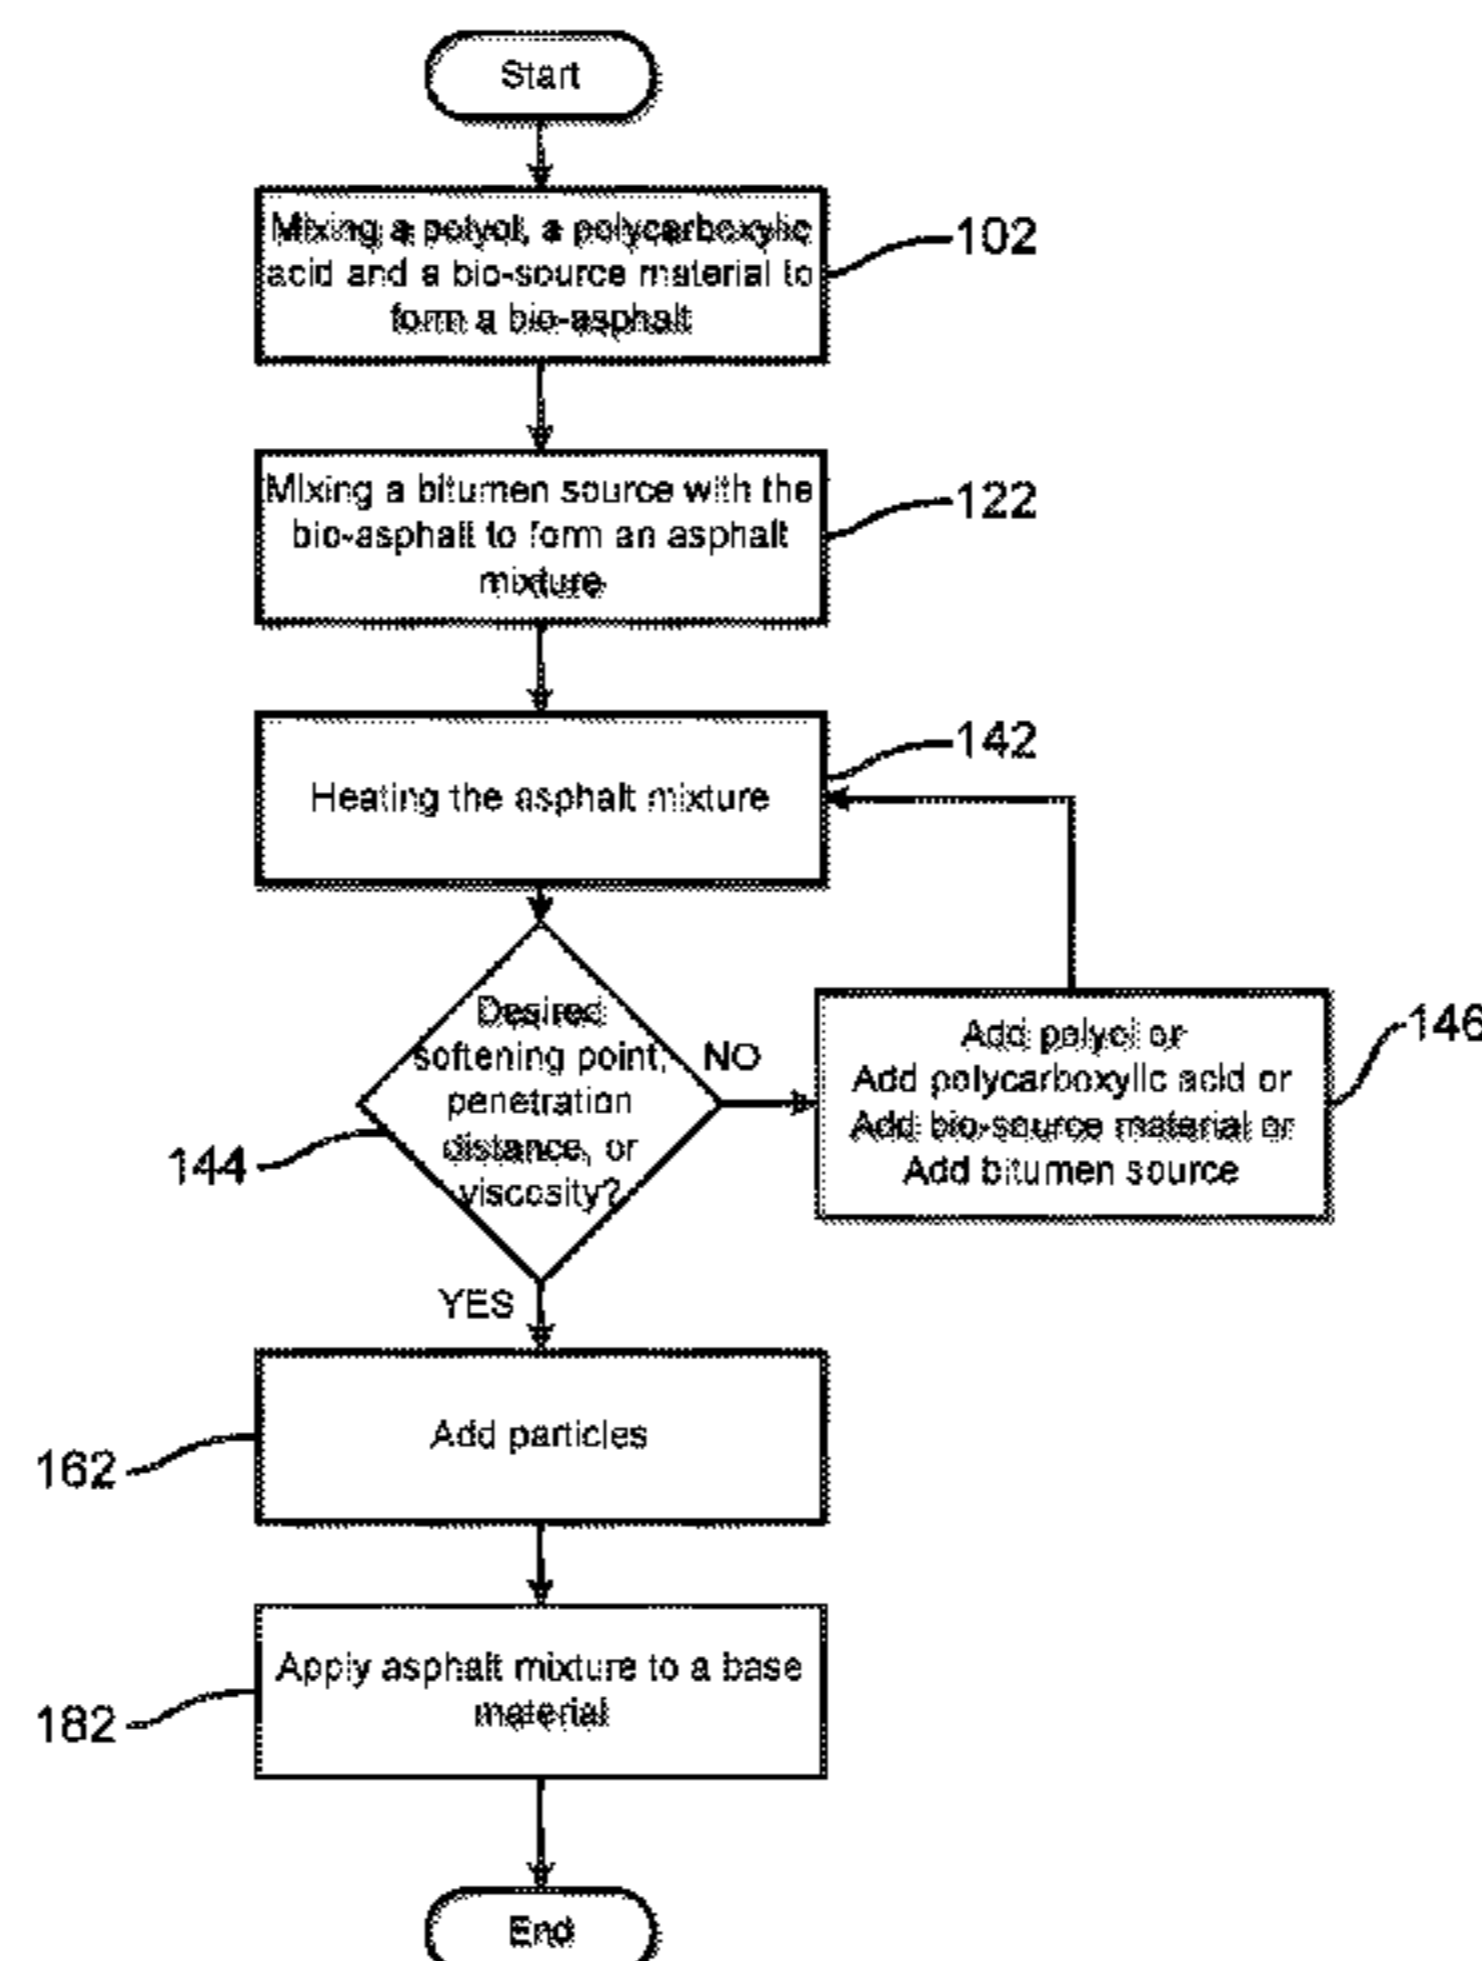 Start
Mixing a polyol, a polycarboxylic
acid and a bio-source material to
form a bio-asphalt
102
Mixing a bitumen source with the
bio-asphalt to form an asphalt
mixture
122
142
Heating the asphalt mixture
Desired
softening point,
penetration
distance, or
viscosity?
NO
144
Add polyol or
Add polycarboxylic acid or
Add bio-source material or
Add bitumen source
146
YES
Add particles
162
Apply asphalt mixture to a base
material
182
End